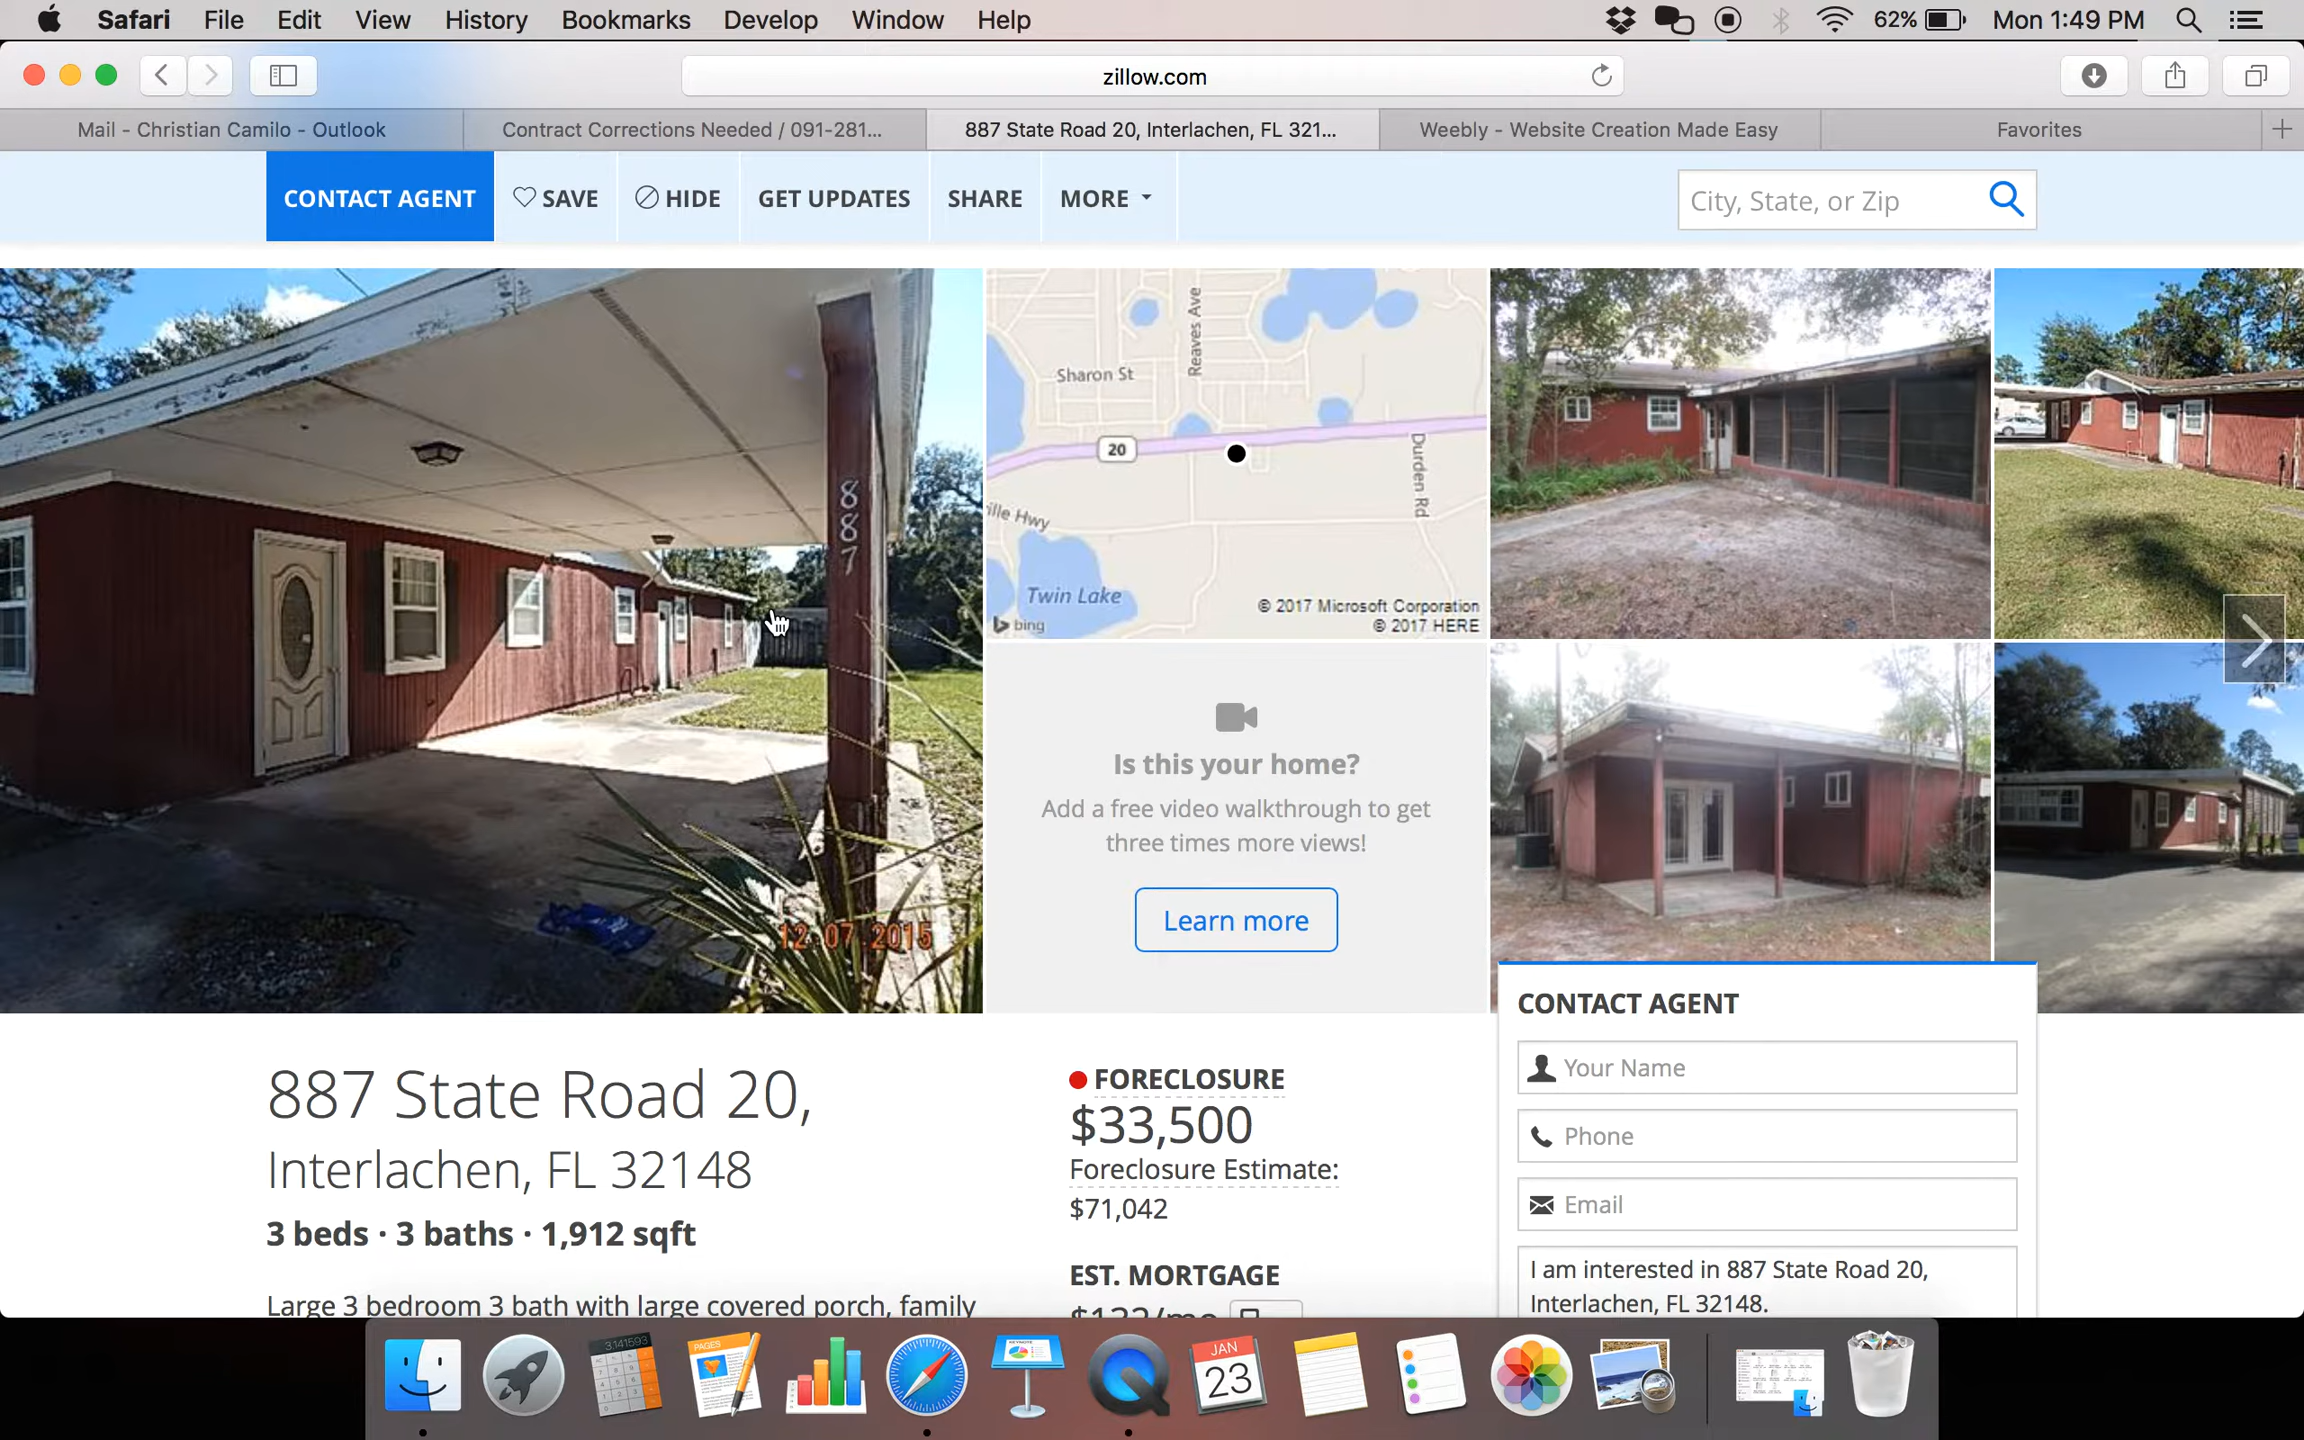 Safari File Edit View History Bookmarks Develop Window Help 62% Mon 1:49 PM
zillow.com
Mail - Christian Camilo - Outlook
Contract Corrections Needed / 091-281...
887 State Road 20, Interlachen, FL 321...
Weebly - Website Creation Made Easy
Favorites
CONTACT AGENT SAVE HIDE GET UPDATES SHARE MORE
City, State, or Zip
887
12 07 2015
Sharon St
Reaves Ave
20
Durden Rd
ille Hwy
Twin Lake
bing
© 2017 Microsoft Corporation
© 2017 HERE
Is this your home?
Add a free video walkthrough to get
three times more views!
Learn more
887 State Road 20,
Interlachen, FL 32148
3 beds · 3 baths · 1,912 sqft
Large 3 bedroom 3 bath with large covered porch, family
FORECLOSURE
$33,500
Foreclosure Estimate:
$71,042
EST. MORTGAGE
CONTACT AGENT
Your Name
Phone
Email
I am interested in 887 State Road 20,
Interlachen, FL 32148.
3.141593
PAGES
JAN
23